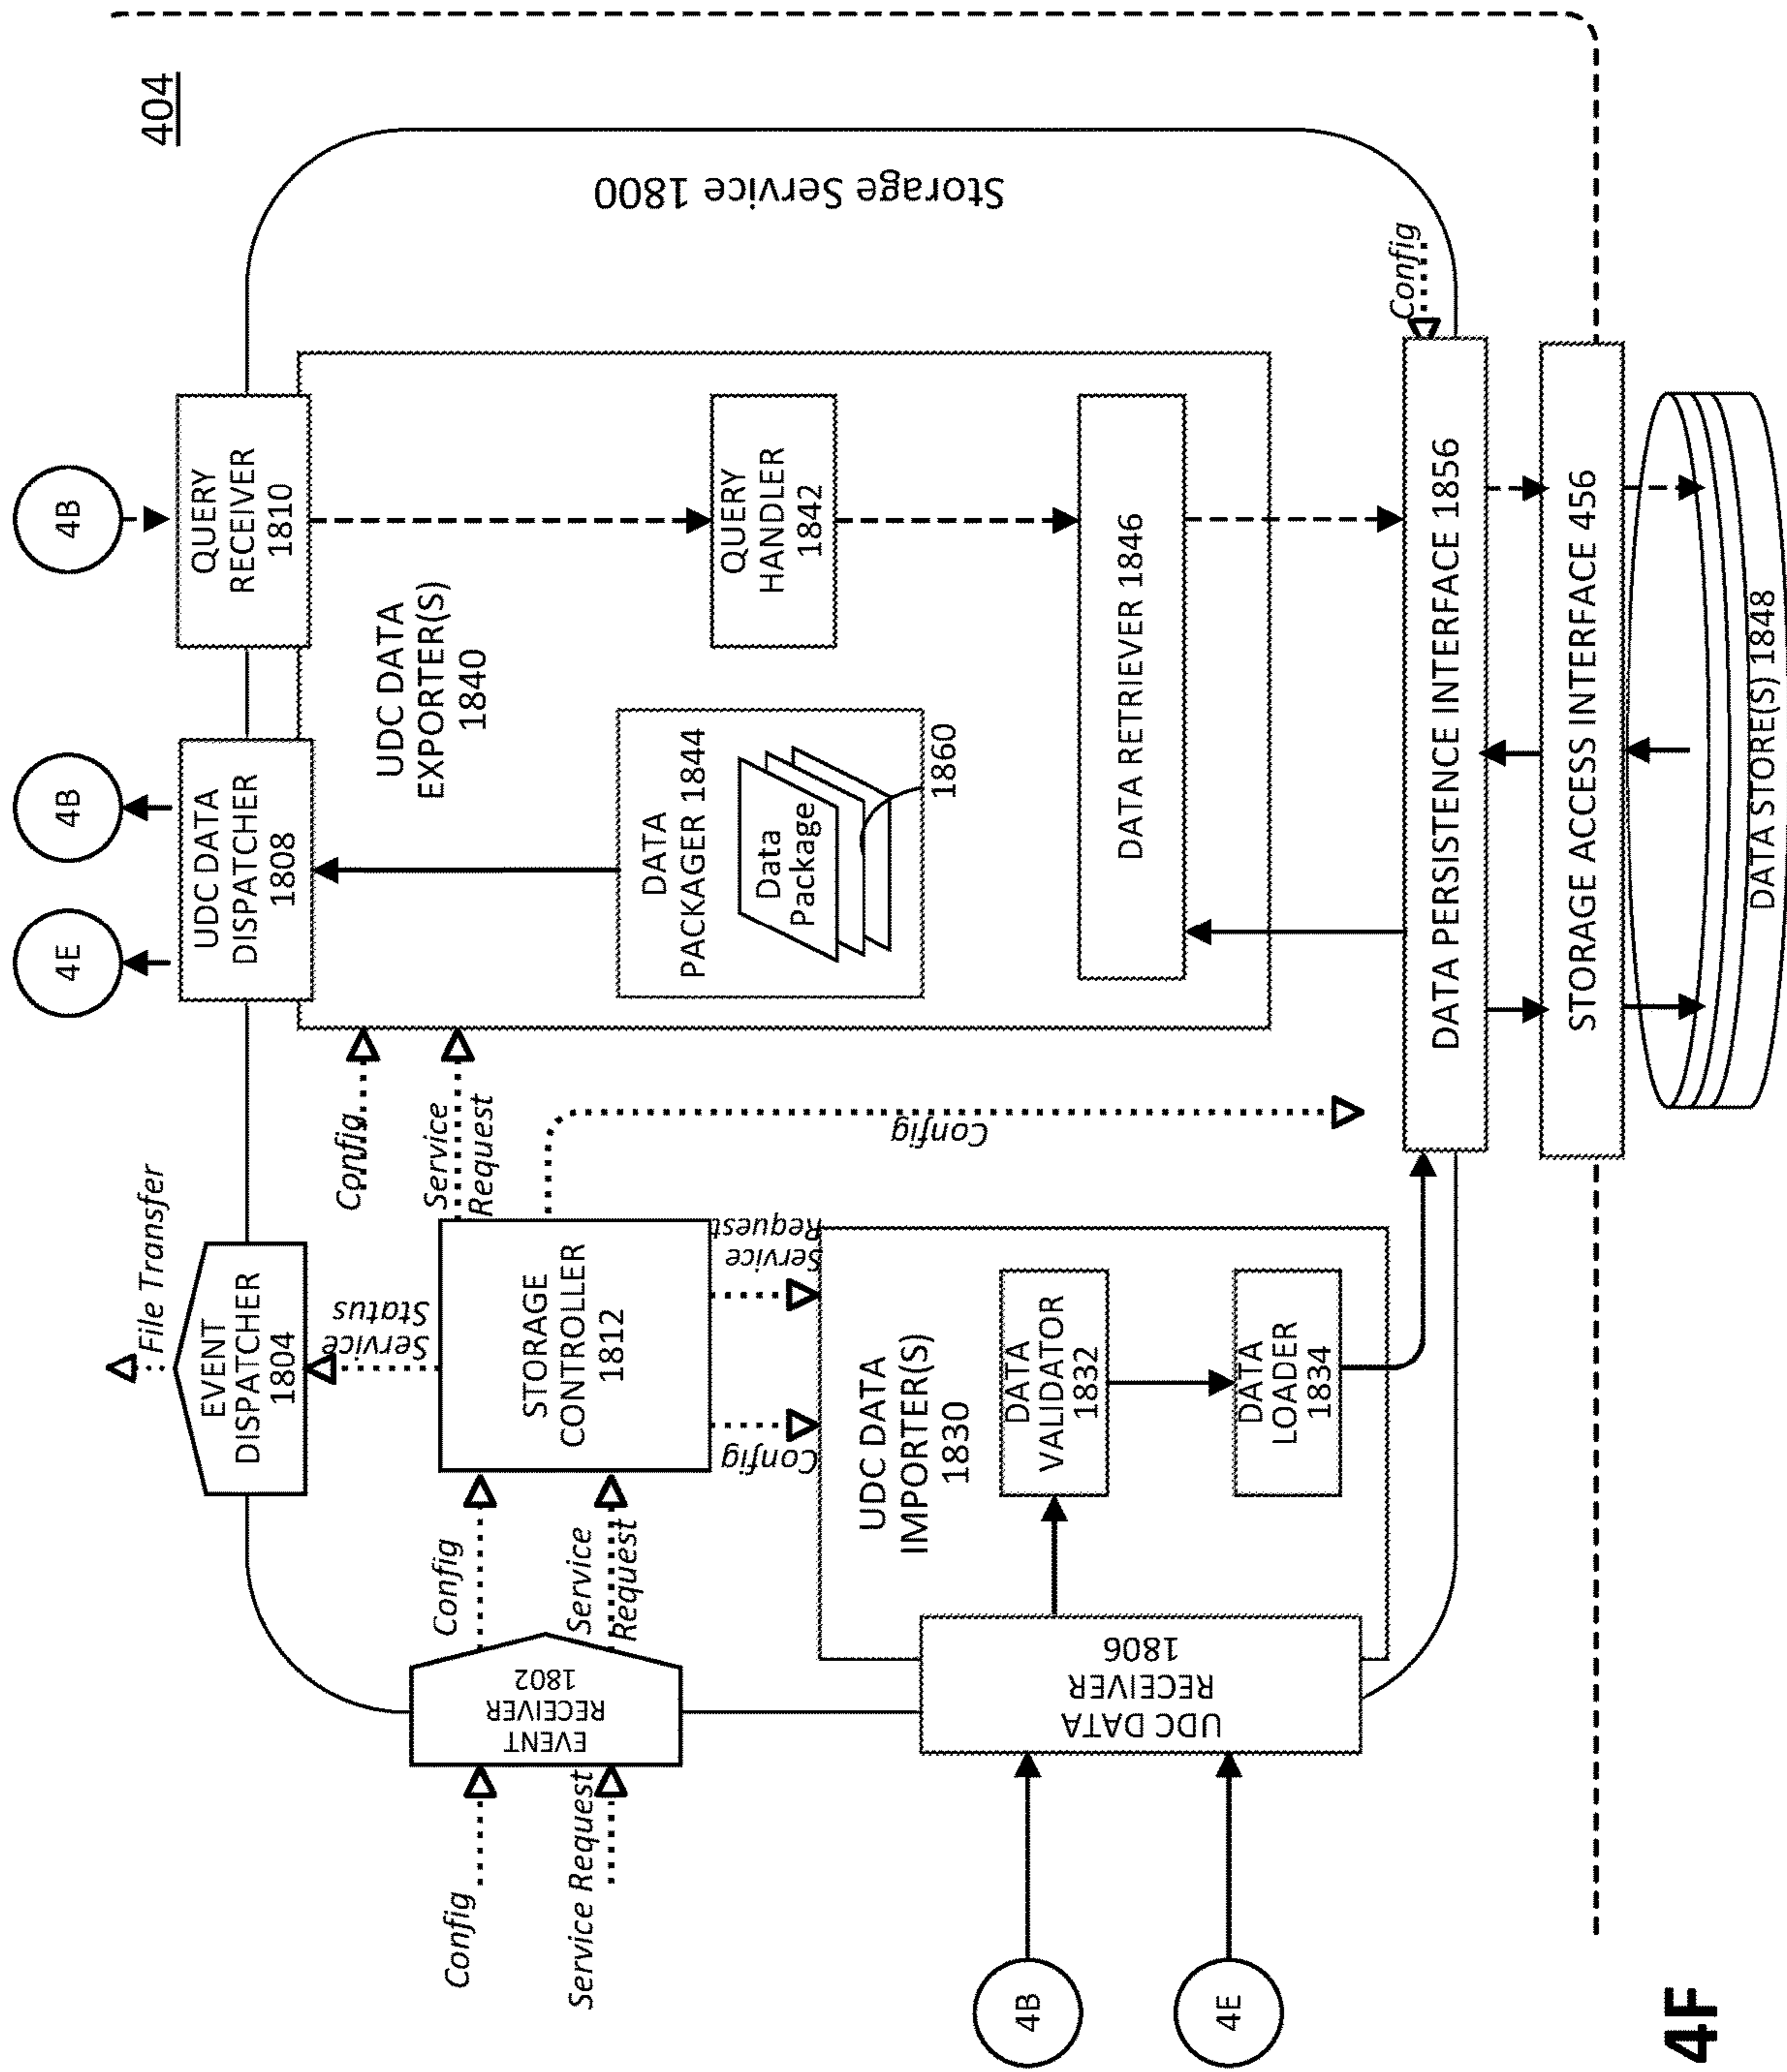 404
4E
4B
4B
File Transfer
EVENT
DISPATCHER
1804
UDC DATA
DISPATCHER
1808
QUERY
RECEIVER
1810
Storage Service 1800
Config
Service Request
EVENT
RECEIVER
1802
Config
Service
Request
Service
Status
STORAGE
CONTROLLER
1812
Config
Service
Request
Config
Config
Service
Request
UDC DATA
EXPORTER(S)
1840
DATA
PACKAGER 1844
Data
Package
1860
QUERY
HANDLER
1842
DATA RETRIEVER 1846
4B
4E
UDC DATA
RECEIVER
1806
UDC DATA
IMPORTER(S)
1830
DATA
VALIDATOR
1832
DATA
LOADER
1834
Config
DATA PERSISTENCE INTERFACE 1856
STORAGE ACCESS INTERFACE 456
DATA STORE(S) 1848
4F